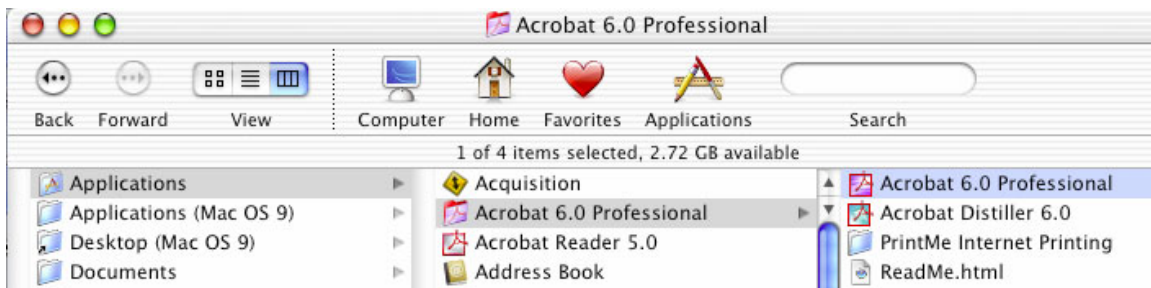 Acrobat 6.0 Professional
Back Forward View Computer Home Favorites Applications Search
1 of 4 items selected, 2.72 GB available
Applications Acquisition Acrobat 6.0 Professional
Applications (Mac OS 9) Acrobat 6.0 Professional Acrobat Distiller 6.0
Desktop (Mac OS 9) Acrobat Reader 5.0 PrintMe Internet Printing
Documents Address Book ReadMe.html